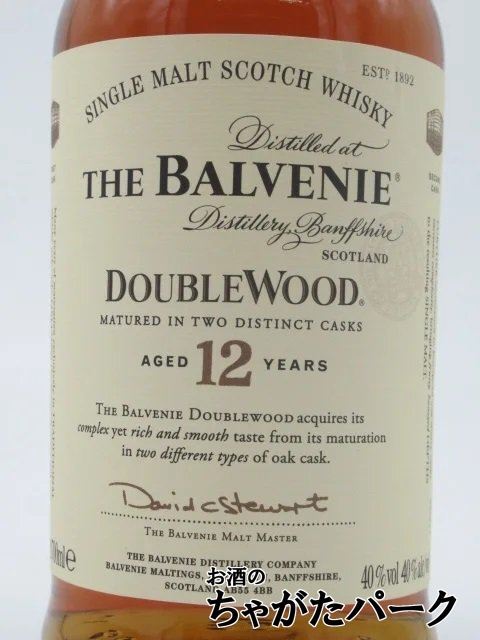 SINGLE MALT SCOTCH WHISKY
ESTD 1892
Distilled at
THE BALVENIE®
Distillery, Banffshire
SCOTLAND
DOUBLEWOOD®
MATURED IN TWO DISTINCT CASKS
AGED 12 YEARS
THE BALVENIE DOUBLEWOOD acquires its
complex yet rich and smooth taste from its maturation
in two different types of oak cask.
David C Stewart
THE BALVENIE MALT MASTER
THE BALVENIE DISTILLERY COMPANY
BALVENIE MALTINGS, BANFFSHIRE,
SCOTLAND AB55 4BB
700ml e
40%vol 40%
お酒の
ちゃがたパーク